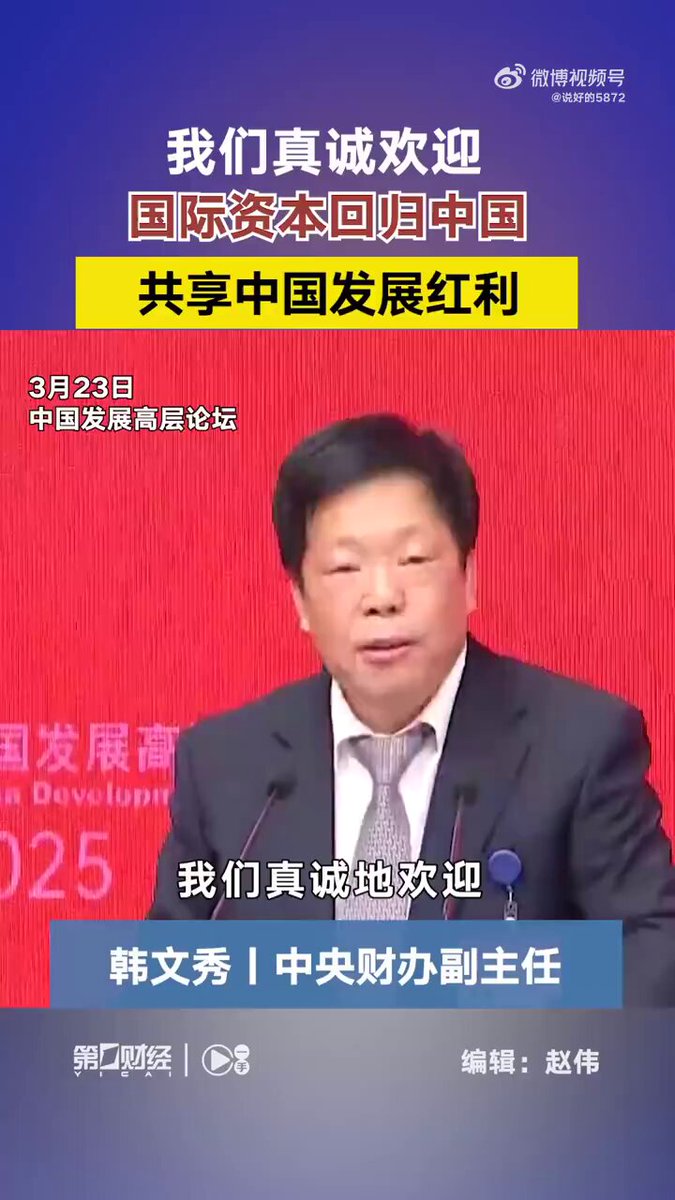 微博视频号
@说好的5872
我们真诚欢迎
国际资本回归中国
共享中国发展红利
3月23日
中国发展高层论坛
国发展高
Developm
2025
我们真诚地欢迎
韩文秀丨中央财办副主任
第一财经
YICAI
一手
编辑：赵伟